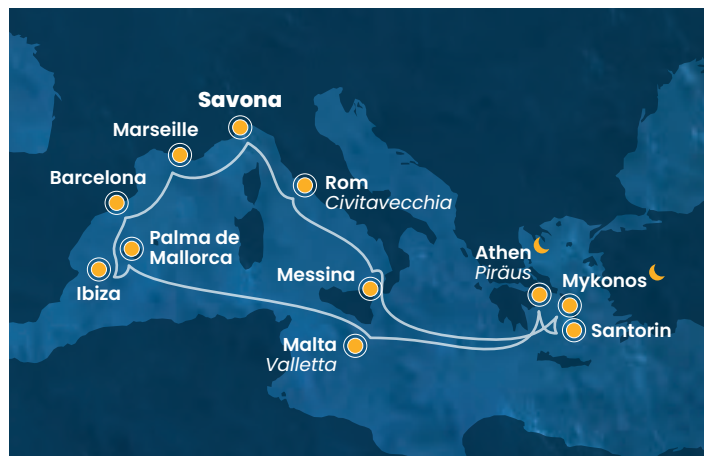 Savona
Marseille
Barcelona
Rom
Civitavecchia
Palma de
Mallorca
Athen
Piräus
Mykonos
Messina
Ibiza
Santorin
Malta
Valletta